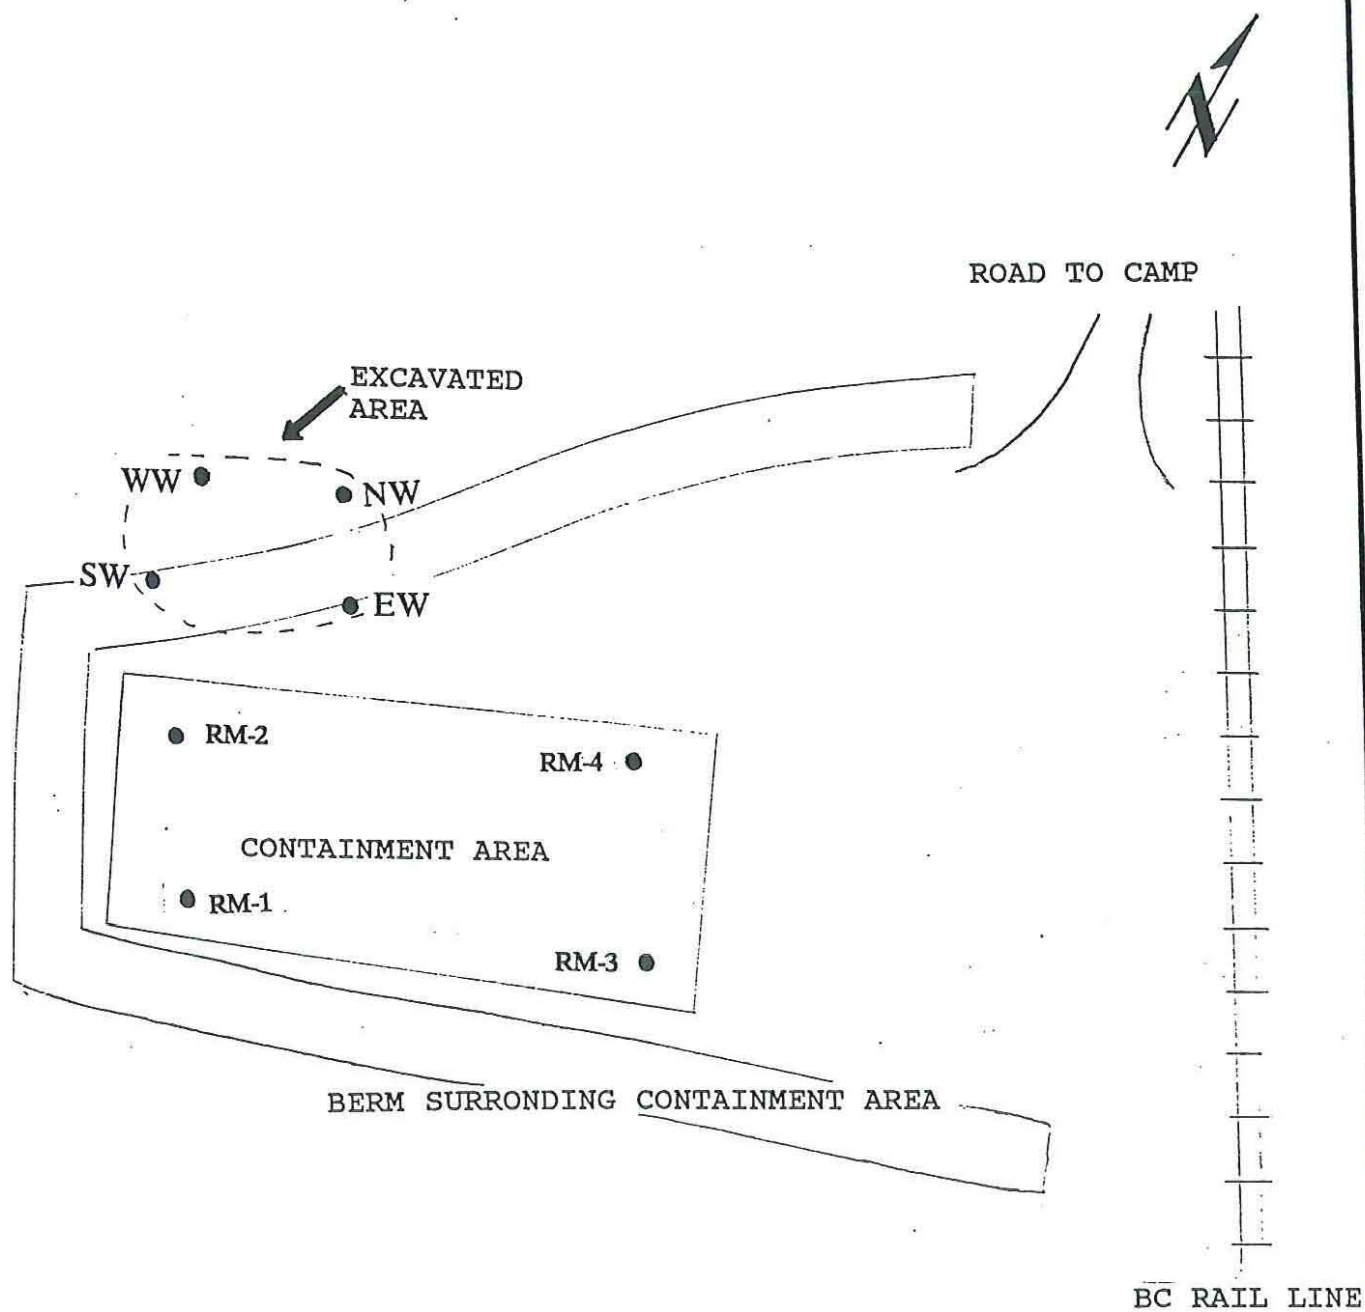 N
ROAD TO CAMP
EXCAVATED
AREA
WW
NW
SW
EW
RM-2
RM-4
CONTAINMENT AREA
RM-1
RM-3
BERM SURRONDING CONTAINMENT AREA
BC RAIL LINE